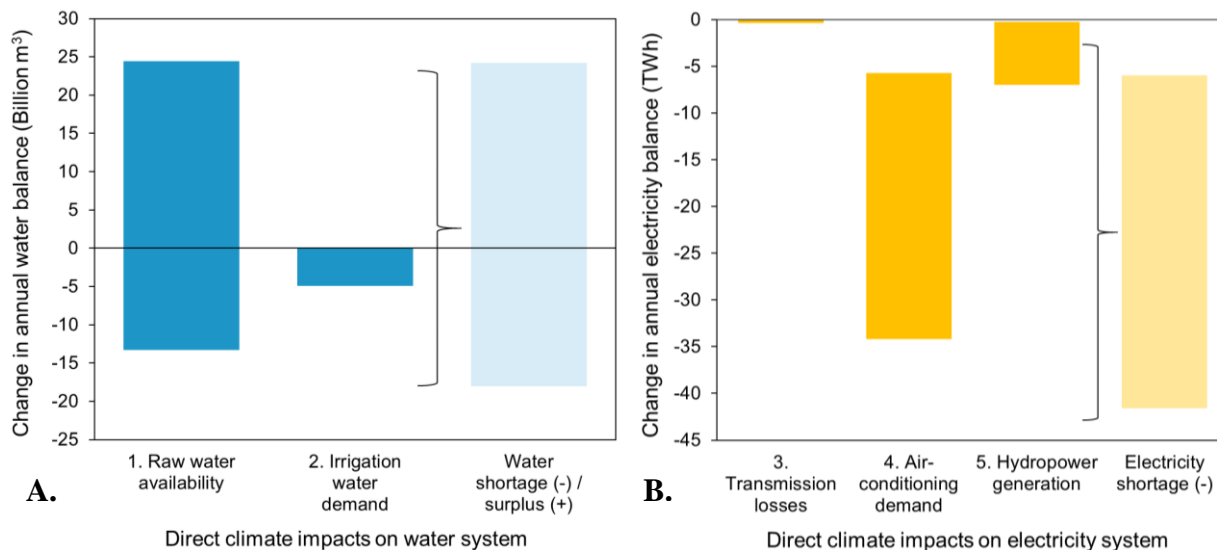 Change in annual water balance (Billion m³)
30
25
20
15
10
5
0
-5
-10
-15
-20
-25
1. Raw water
availability
2. Irrigation
water
demand
Water
shortage (-) /
surplus (+)
A.
Direct climate impacts on water system
Change in annual electricity balance (TWh)
0
-5
-10
-15
-20
-25
-30
-35
-40
-45
3.
Transmission
losses
4. Air-
conditioning
demand
5. Hydropower
generation
Electricity
shortage (-)
B.
Direct climate impacts on electricity system